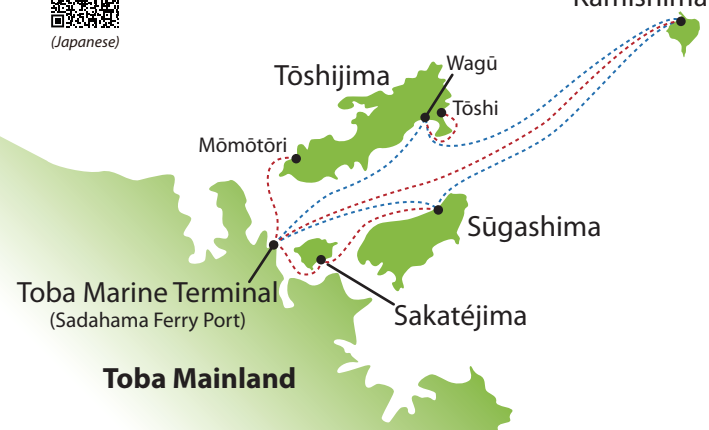 Kamishima
(Japanese)
Wagū
Tōshijima
Tōshi
Mōmōtōri
Sūgashima
Toba Marine Terminal
(Sadahama Ferry Port)
Sakatéjima
Toba Mainland